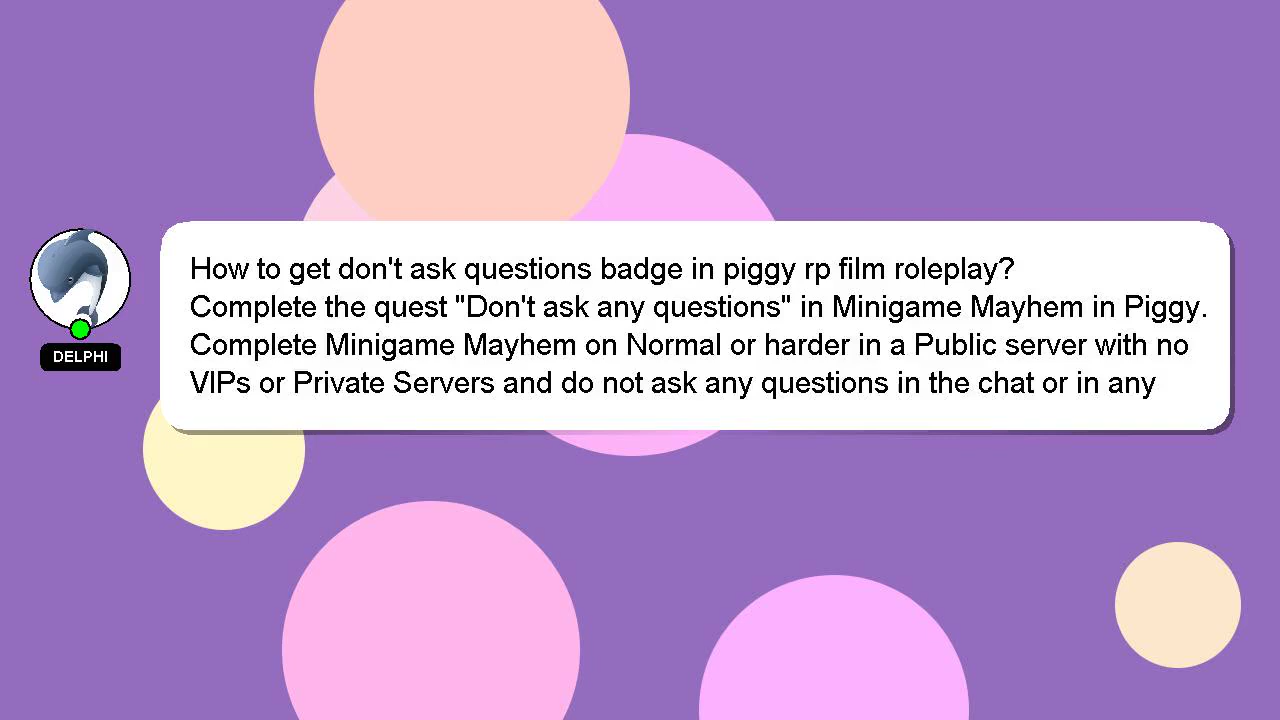 How to get don't ask questions badge in piggy rp film roleplay?
Complete the quest "Don't ask any questions" in Minigame Mayhem in Piggy.
Complete Minigame Mayhem on Normal or harder in a Public server with no
VIPs or Private Servers and do not ask any questions in the chat or in any
DELPHI